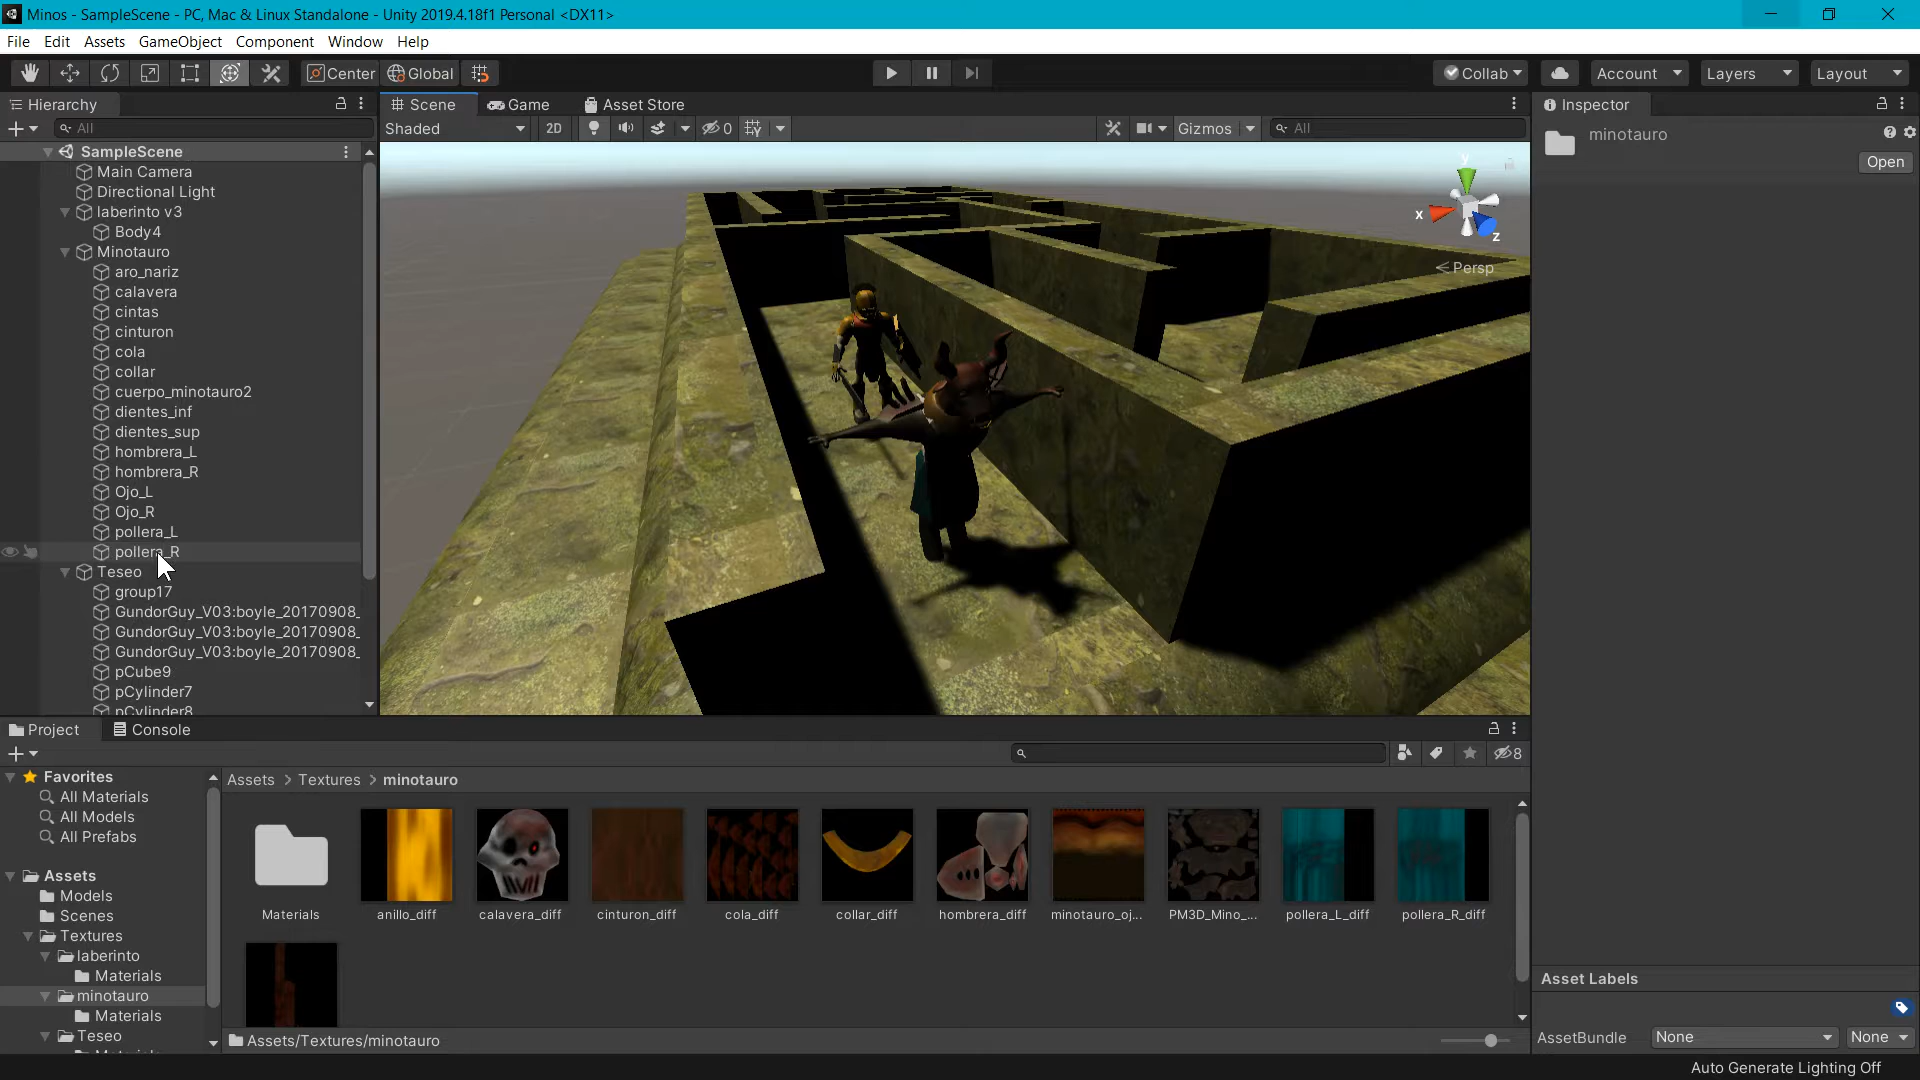 Minos - SampleScene - PC, Mac & Linux Standalone - Unity 2019.4.18f1 Personal <DX11>
File Edit Assets GameObject Component Window Help
Center Global Collab Account Layers Layout
Hierarchy
All
SampleScene
Main Camera
Directional Light
laberinto v3
Body4
Minotauro
aro_nariz
calavera
cintas
cinturon
cola
collar
cuerpo_minotauro2
dientes_inf
dientes_sup
hombrera_L
hombrera_R
Ojo_L
Ojo_R
pollera_L
pollera_R
Teseo
group17
GundorGuy_V03:boyle_20170908_
GundorGuy_V03:boyle_20170908_
GundorGuy_V03:boyle_20170908_
pCube9
pCylinder7
pCylinder8
Scene Game Asset Store
Shaded 2D 0 Gizmos All
y
x
z
Persp
Inspector
minotauro
Open
Asset Labels
AssetBundle None None
Project Console
8
Favorites
All Materials
All Models
All Prefabs
Assets
Models
Scenes
Textures
laberinto
Materials
minotauro
Materials
Teseo
Materials
Assets > Textures > minotauro
Materials anillo_diff calavera_diff cinturon_diff cola_diff collar_diff hombrera_diff minotauro_oj... PM3D_Mino_... pollera_L_diff pollera_R_diff
Assets/Textures/minotauro
Auto Generate Lighting Off